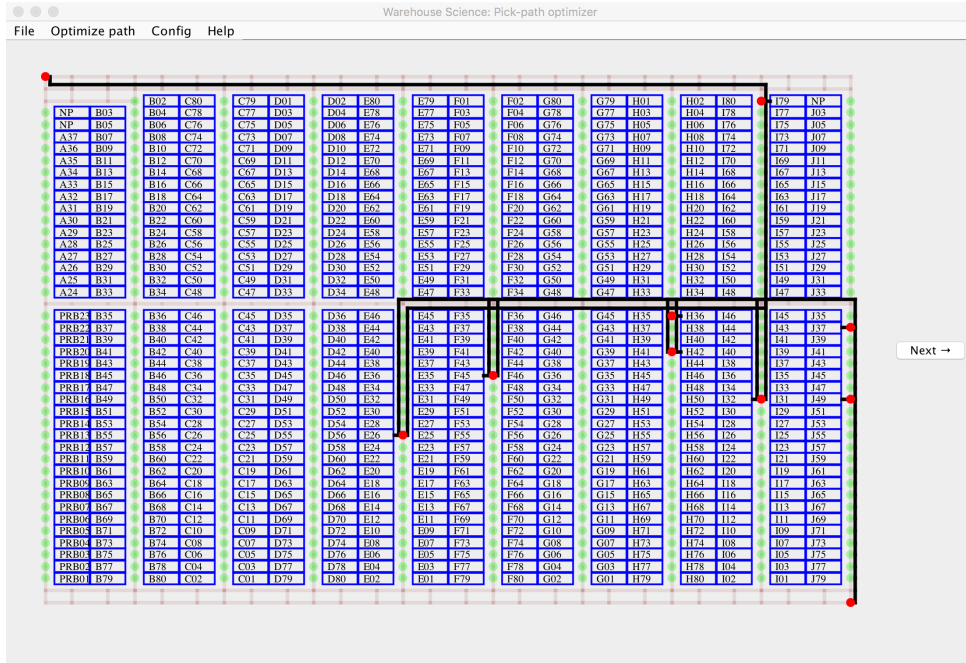 Warehouse Science: Pick-path optimizer
File Optimize path Config Help
B02 C80 C79 D01 D02 E80 E79 F01 F02 G80 G79 H01 H02 I80 I79 NP
NP B03 B04 C78 C77 D03 D04 E78 E77 F03 F04 G78 G77 H03 H04 I78 I77 J03
NP B05 B06 C76 C75 D05 D06 E76 E75 F05 F06 G76 G75 H05 H06 I76 I75 J05
A37 B07 B08 C74 C73 D07 D08 E74 E73 F07 F08 G74 G73 H07 H08 I74 I73 J07
A36 B09 B10 C72 C71 D09 D10 E72 E71 F09 F10 G72 G71 H09 H10 I72 I71 J09
A35 B11 B12 C70 C69 D11 D12 E70 E69 F11 F12 G70 G69 H11 H12 I70 I69 J11
A34 B13 B14 C68 C67 D13 D14 E68 E67 F13 F14 G68 G67 H13 H14 I68 I67 J13
A33 B15 B16 C66 C65 D15 D16 E66 E65 F15 F16 G66 G65 H15 H16 I66 I65 J15
A32 B17 B18 C64 C63 D17 D18 E64 E63 F17 F18 G64 G63 H17 H18 I64 I63 J17
A31 B19 B20 C62 C61 D19 D20 E62 E61 F19 F20 G62 G61 H19 H20 I62 I61 J19
A30 B21 B22 C60 C59 D21 D22 E60 E59 F21 F22 G60 G59 H21 H22 I60 I59 J21
A29 B23 B24 C58 C57 D23 D24 E58 E57 F23 F24 G58 G57 H23 H24 I58 I57 J23
A28 B25 B26 C56 C55 D25 D26 E56 E55 F25 F26 G56 G55 H25 H26 I56 I55 J25
A27 B27 B28 C54 C53 D27 D28 E54 E53 F27 F28 G54 G53 H27 H28 I54 I53 J27
A26 B29 B30 C52 C51 D29 D30 E52 E51 F29 F30 G52 G51 H29 H30 I52 I51 J29
A25 B31 B32 C50 C49 D31 D32 E50 E49 F31 F32 G50 G49 H31 H32 I50 I49 J31
A24 B33 B34 C48 C47 D33 D34 E48 E47 F33 F34 G48 G47 H33 H34 I48 I47 J33
PRB23 B35 B36 C46 C45 D35 D36 E46 E45 F35 F36 G46 G45 H35 H36 I46 I45 J35
PRB22 B37 B38 C44 C43 D37 D38 E44 E43 F37 F38 G44 G43 H37 H38 I44 I43 J37
PRB21 B39 B40 C42 C41 D39 D40 E42 E41 F39 F40 G42 G41 H39 H40 I42 I41 J39
PRB20 B41 B42 C40 C39 D41 D42 E40 E39 F41 F42 G40 G39 H41 H42 I40 I39 J41
PRB19 B43 B44 C38 C37 D43 D44 E38 E37 F43 F44 G38 G37 H43 H44 I38 I37 J43
PRB18 B45 B46 C36 C35 D45 D46 E36 E35 F45 F46 G36 G35 H45 H46 I36 I35 J45
PRB17 B47 B48 C34 C33 D47 D48 E34 E33 F47 F48 G34 G33 H47 H48 I34 I33 J47
PRB16 B49 B50 C32 C31 D49 D50 E32 E31 F49 F50 G32 G31 H49 H50 I32 I31 J49
PRB15 B51 B52 C30 C29 D51 D52 E30 E29 F51 F52 G30 G29 H51 H52 I30 I29 J51
PRB14 B53 B54 C28 C27 D53 D54 E28 E27 F53 F54 G28 G27 H53 H54 I28 I27 J53
PRB13 B55 B56 C26 C25 D55 D56 E26 E25 F55 F56 G26 G25 H55 H56 I26 I25 J55
PRB12 B57 B58 C24 C23 D57 D58 E24 E23 F57 F58 G24 G23 H57 H58 I24 I23 J57
PRB11 B59 B60 C22 C21 D59 D60 E22 E21 F59 F60 G22 G21 H59 H60 I22 I21 J59
PRB10 B61 B62 C20 C19 D61 D62 E20 E19 F61 F62 G20 G19 H61 H62 I20 I19 J61
PRB09 B63 B64 C18 C17 D63 D64 E18 E17 F63 F64 G18 G17 H63 H64 I18 I17 J63
PRB08 B65 B66 C16 C15 D65 D66 E16 E15 F65 F66 G16 G15 H65 H66 I16 I15 J65
PRB07 B67 B68 C14 C13 D67 D68 E14 E13 F67 F68 G14 G13 H67 H68 I14 I13 J67
PRB06 B69 B70 C12 C11 D69 D70 E12 E11 F69 F70 G12 G11 H69 H70 I12 I11 J69
PRB05 B71 B72 C10 C09 D71 D72 E10 E09 F71 F72 G10 G09 H71 H72 I10 I09 J71
PRB04 B73 B74 C08 C07 D73 D74 E08 E07 F73 F74 G08 G07 H73 H74 I08 I07 J73
PRB03 B75 B76 C06 C05 D75 D76 E06 E05 F75 F76 G06 G05 H75 H76 I06 I05 J75
PRB02 B77 B78 C04 C03 D77 D78 E04 E03 F77 F78 G04 G03 H77 H78 I04 I03 J77
PRB01 B79 B80 C02 C01 D79 D80 E02 E01 F79 F80 G02 G01 H79 H80 I02 I01 J79
Next →